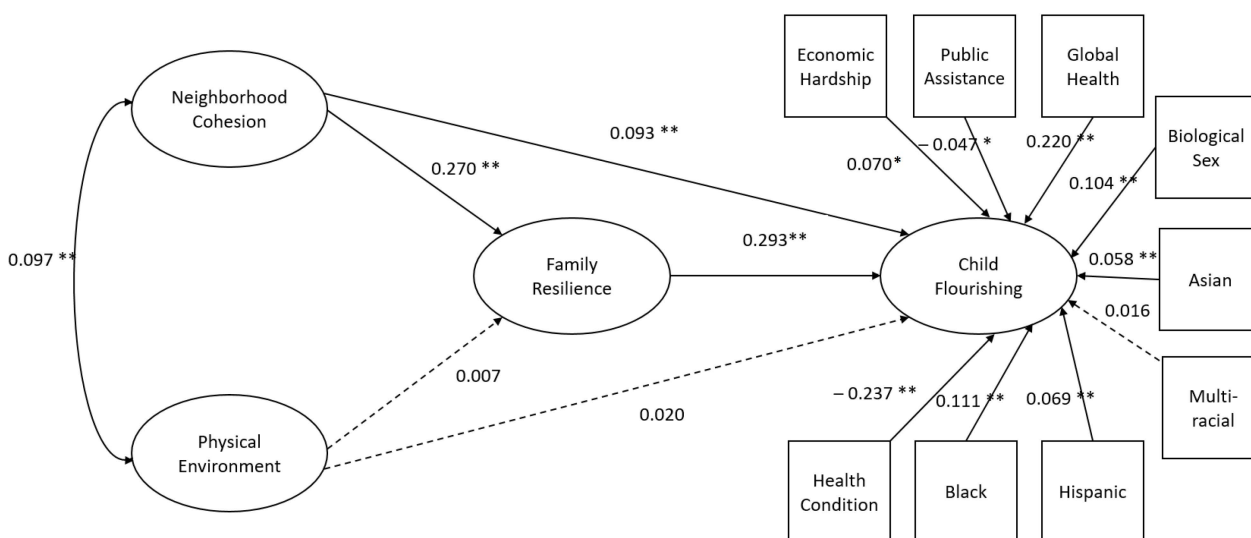 Economic
Hardship
Public
Assistance
Global
Health
Neighborhood
Cohesion
Biological
Sex
0.093 **
– 0.047 *
0.220 **
0.070*
0.270 **
0.104 **
0.097 **
0.293**
Family
Resilience
Child
Flourishing
0.058 **
Asian
0.016
0.007
– 0.237 **
0.111 **
0.069 **
0.020
Multi-
racial
Physical
Environment
Health
Condition
Black
Hispanic